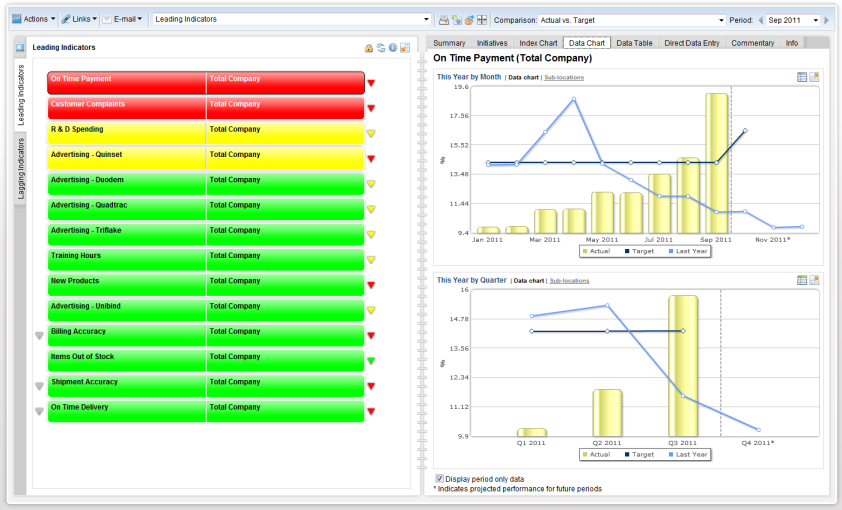 Actions Links E-mail Leading Indicators Comparison: Actual vs. Target Period: Sep 2011
Leading Indicators
Lagging Indicators
Leading Indicators
On Time Payment Total Company
Customer Complaints Total Company
R & D Spending Total Company
Advertising - Quinset Total Company
Advertising - Duodem Total Company
Advertising - Quadtrac Total Company
Advertising - Triflake Total Company
Training Hours Total Company
New Products Total Company
Advertising - Unibind Total Company
Billing Accuracy Total Company
Items Out of Stock Total Company
Shipment Accuracy Total Company
On Time Delivery Total Company
Summary Initiatives Index Chart Data Chart Data Table Direct Data Entry Commentary Info
On Time Payment (Total Company)
This Year by Month | Data chart | Sub-locations
19.6
17.56
15.52
13.48
11.44
9.4
%
Jan 2011 Mar 2011 May 2011 Jul 2011 Sep 2011 Nov 2011*
Actual Target Last Year
This Year by Quarter | Data chart | Sub-locations
16
14.78
13.56
12.34
11.12
9.9
%
Q1 2011 Q2 2011 Q3 2011 Q4 2011*
Actual Target Last Year
Display period only data
* Indicates projected performance for future periods